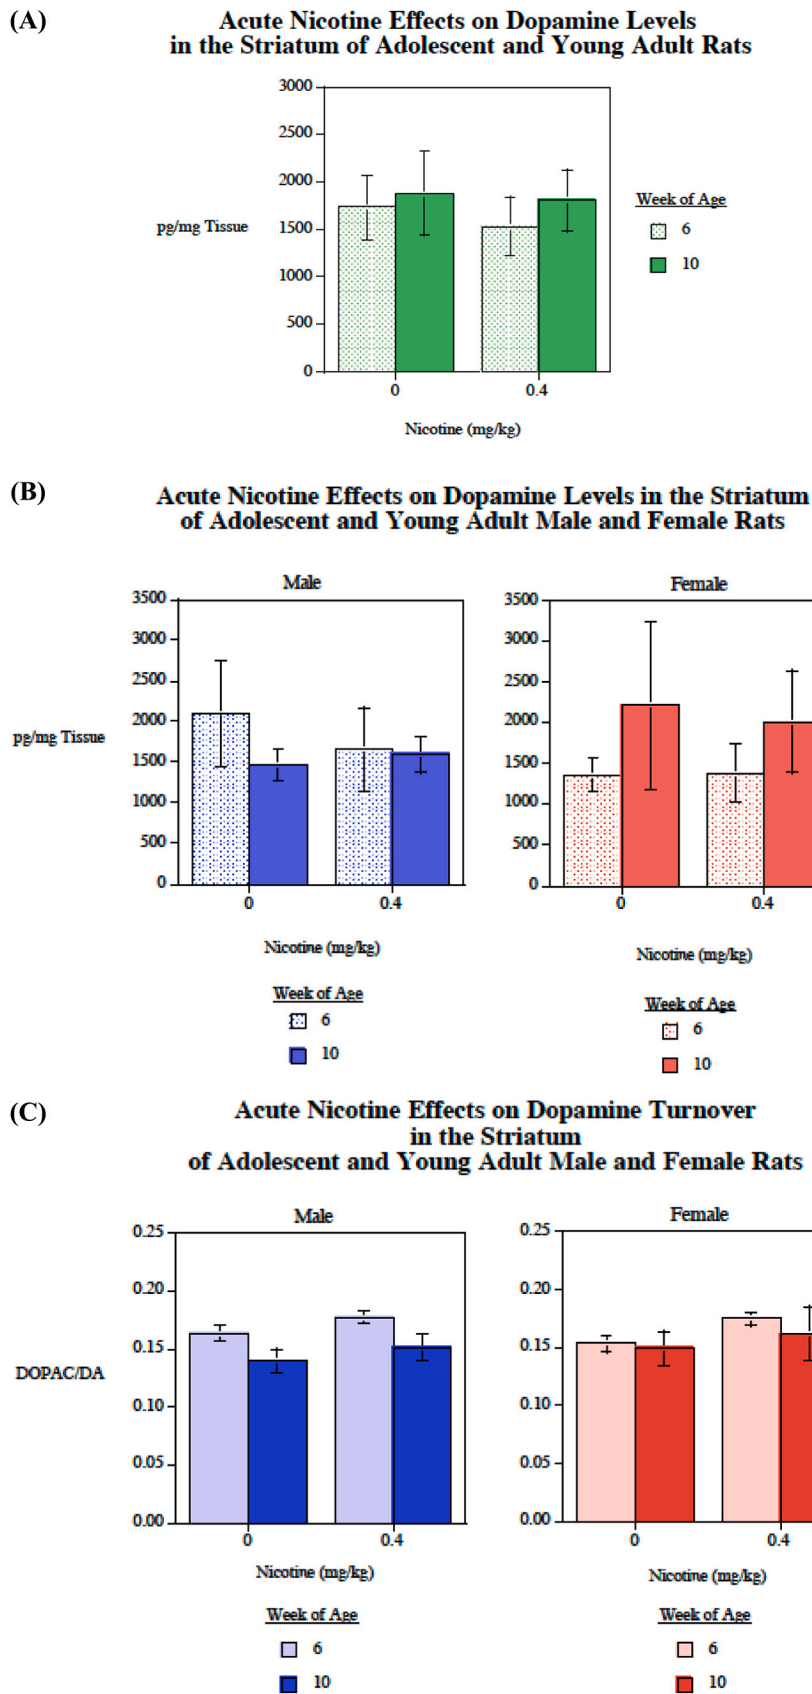 (A)
Acute Nicotine Effects on Dopamine Levels
in the Striatum of Adolescent and Young Adult Rats
3000
2500
2000
1500
1000
500
0
pg/mg Tissue
0 0.4
Nicotine (mg/kg)
Week of Age
6
10
(B)
Acute Nicotine Effects on Dopamine Levels in the Striatum
of Adolescent and Young Adult Male and Female Rats
Male
3500
3000
2500
2000
1500
1000
500
0
pg/mg Tissue
0 0.4
Nicotine (mg/kg)
Week of Age
6
10
Female
3500
3000
2500
2000
1500
1000
500
0
0 0.4
Nicotine (mg/kg)
Week of Age
6
10
(C)
Acute Nicotine Effects on Dopamine Turnover
in the Striatum
of Adolescent and Young Adult Male and Female Rats
Male
0.25
0.20
0.15
0.10
0.05
0.00
DOPAC/DA
0 0.4
Nicotine (mg/kg)
Week of Age
6
10
Female
0.25
0.20
0.15
0.10
0.05
0.00
0 0.4
Nicotine (mg/kg)
Week of Age
6
10